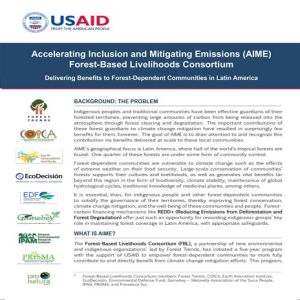 USAID
FROM THE AMERICAN PEOPLE
Accelerating Inclusion and Mitigating Emissions (AIME)
Forest-Based Livelihoods Consortium
Delivering Benefits to Forest-Dependent Communities in Latin America
BACKGROUND: THE PROBLEM
Indigenous peoples and traditional communities have been effective guardians of their
forested territories, preventing large amounts of carbon from being released into the
atmosphere through forest clearing and degradation. The important contributions of
these forest guardians to climate change mitigation have resulted in surprisingly few
benefits for them, however. The goal of AIME is to draw attention to and recognize this
contribution via benefits delivered at scale to these local communities.
AIME's geographical focus is Latin America, where half of the world's tropical forests are
found. One quarter of these forests are under some form of community control.
Forest-dependent communities are vulnerable to climate change such as the effects
of extreme weather on their food security. Large-scale conservation of communities'
forests supports their cultures and livelihoods, as well as generates vital benefits far
beyond this region in the form of biodiversity, climate stability, maintenance of global
hydrological cycles, traditional knowledge of medicinal plants, among others.
It is essential, then, for indigenous people and other forest-dependent communities
to solidify the governance of their territories, thereby improving forest conservation,
climate change mitigation, and the well being of these communities and people. Forest
carbon financing mechanisms like REDD+ (Reducing Emissions from Deforestation and
Forest Degradation) offer just such an opportunity for rewarding indigenous groups' key
role in maintaining forest coverage in Latin America, with appropriate safeguards.
WHAT IS AIME?
The Forest-Based Livelihoods Consortium (FBL), a partnership of nine environmental
and indigenous organizations led by Forest Trends, has initiated a five-year program
with the support of USAID to empower forest-dependent communities to more fully
contribute to and directly benefit from climate change mitigation efforts. This program,
Forest-Based Livelihoods Consortium members: Forest Trends, COICA, Earth Innovation Institute,
EcoDecisión, Environmental Defense Fund, Gamebey - Metareilá Association of the Suruí People,
IPAM, PRISMA, and Pronatura Sur.
COICA
EcoDecisión
EDF
Gamebey
IPAM
PRISMA
pro
natura